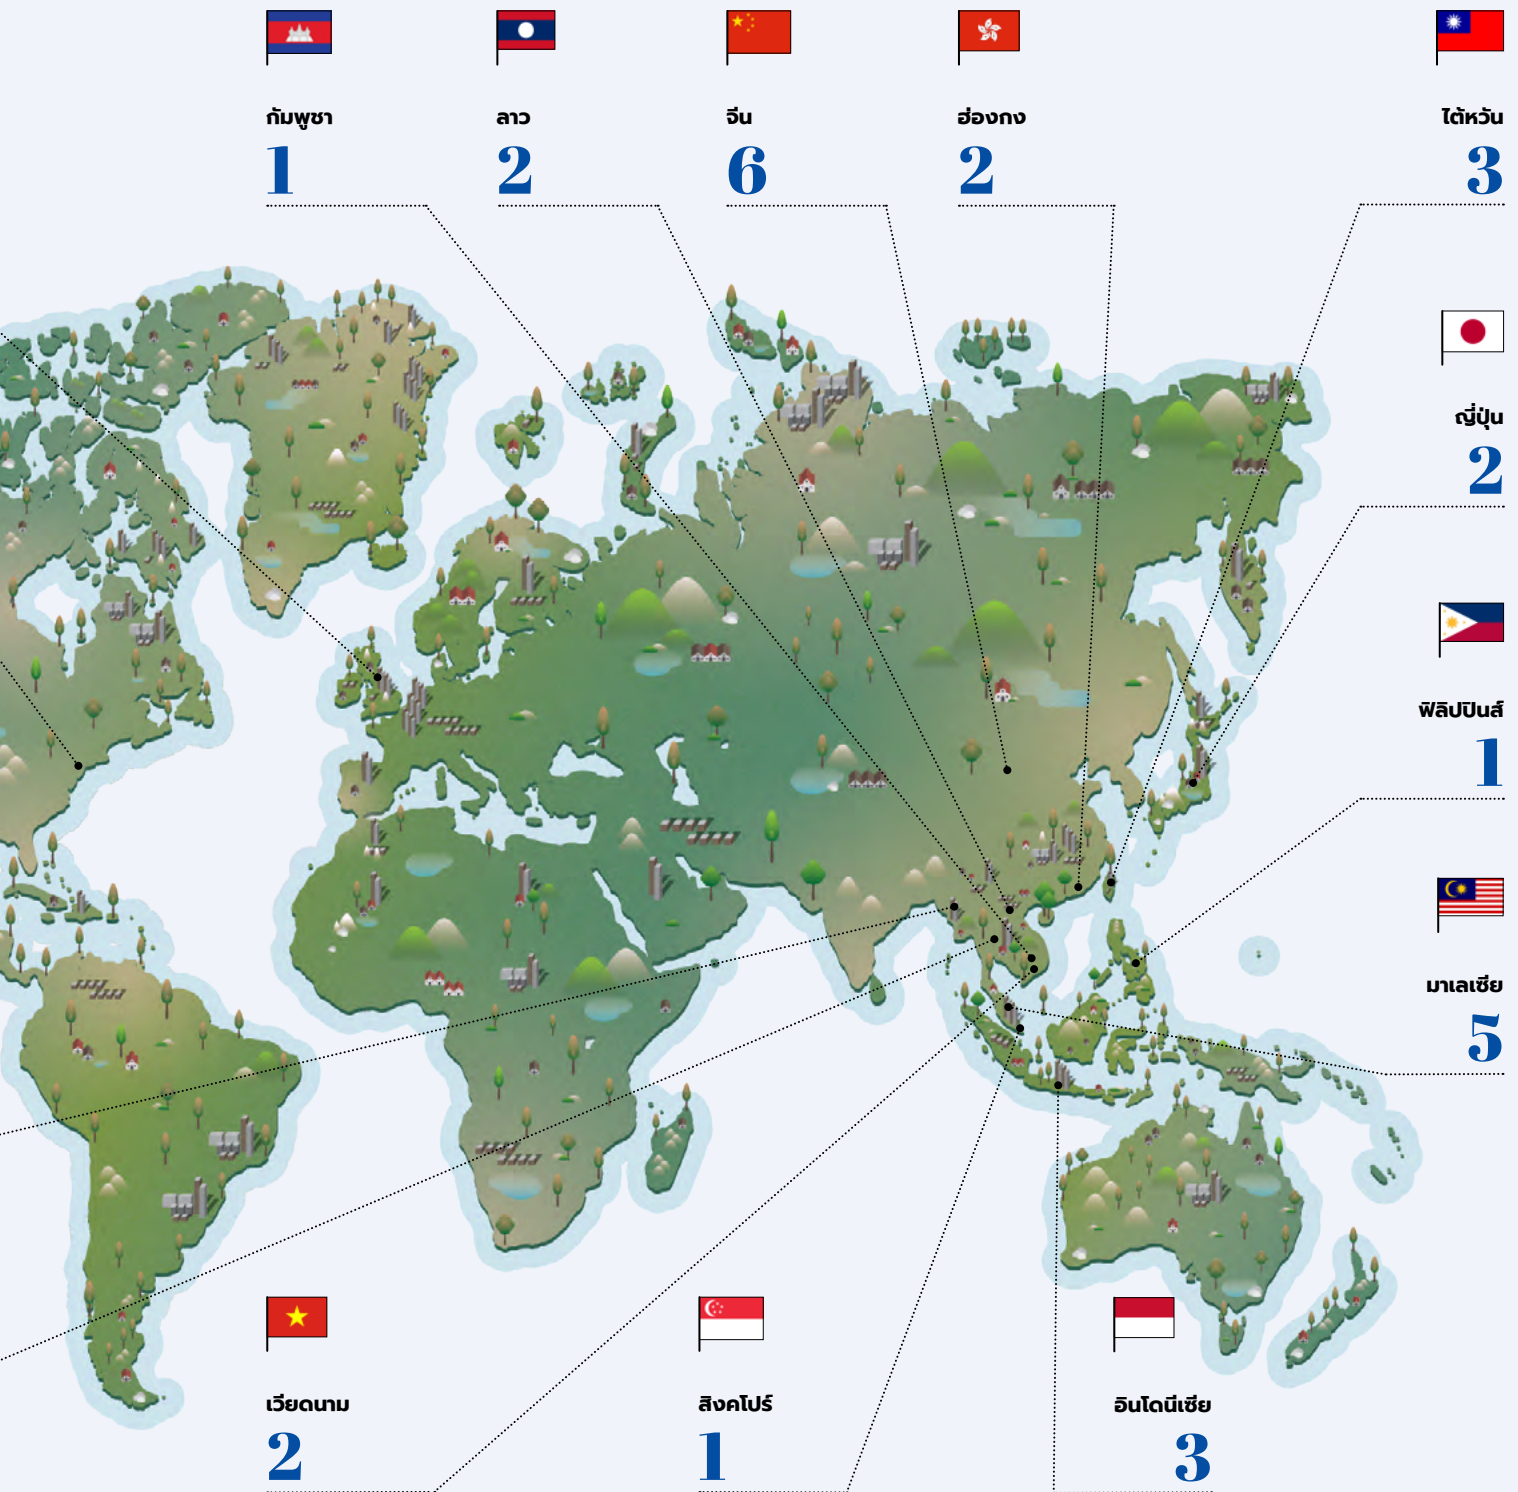 กัมพูชา
1
ลาว
2
จีน
6
ฮ่องกง
2
ไต้หวัน
3
ญี่ปุ่น
2
ฟิลิปปินส์
1
มาเลเซีย
5
เวียดนาม
2
สิงคโปร์
1
อินโดนีเซีย
3